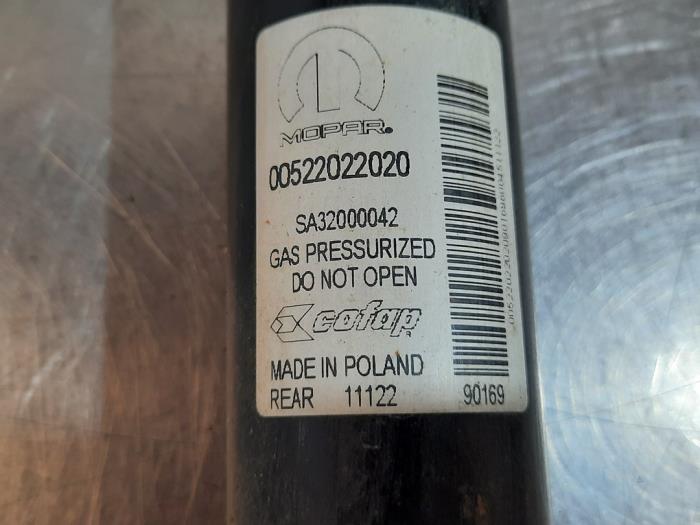 MOPAR®
00522022020
SA32000042
GAS PRESSURIZED
DO NOT OPEN
cofap
MADE IN POLAND
REAR 11122
90169